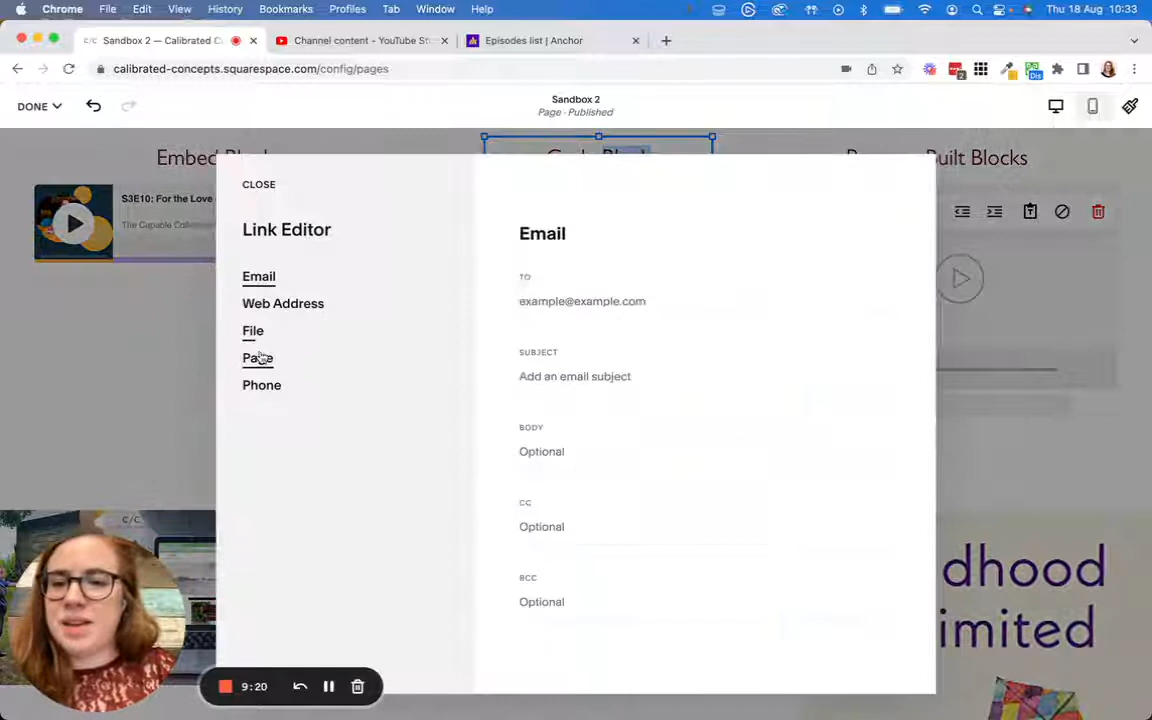 Chrome File Edit View History Bookmarks Profiles Tab Window Help Thu 18 Aug 10:33
Sandbox 2 — Calibrated C Channel content - YouTube St Episodes list | Anchor
calibrated-concepts.squarespace.com/config/pages
DONE
Sandbox 2
Page · Published
Embed Block Built Blocks
CLOSE
S3E10: For the Love
The Capable Collective
Link Editor
Email
Web Address
File
Page
Phone
Email
TO
example@example.com
SUBJECT
Add an email subject
BODY
Optional
CC
Optional
BCC
Optional
C/C
dhood
imited
9:20